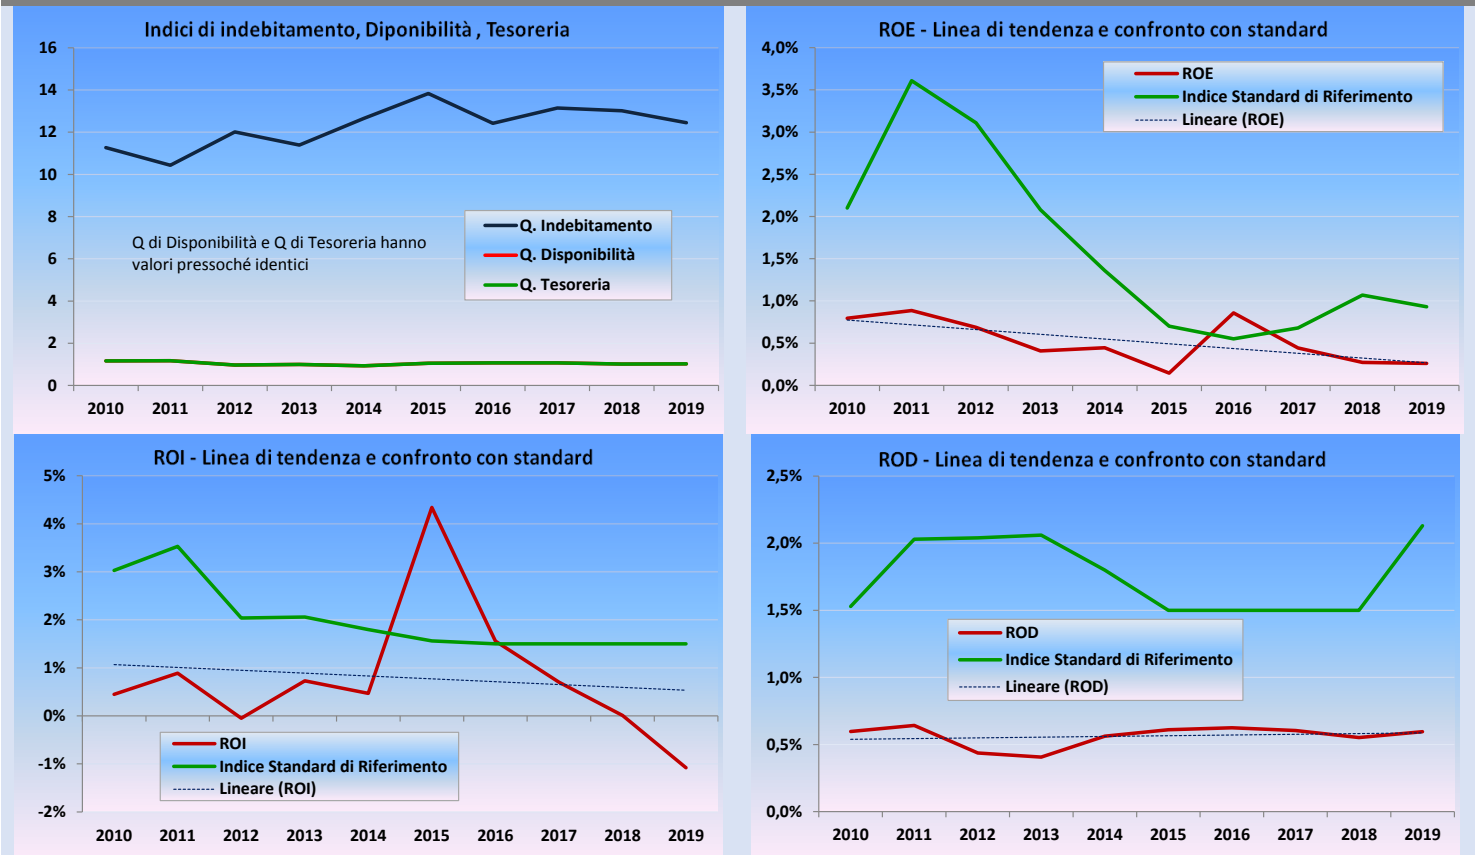 Indici di indebitamento, Diponibilità , Tesoreria
16
14
12
10
8
6
4
2
0
Q di Disponibilità e Q di Tesoreria hanno
valori pressoché identici
Q. Indebitamento
Q. Disponibilità
Q. Tesoreria
2010 2011 2012 2013 2014 2015 2016 2017 2018 2019
ROE - Linea di tendenza e confronto con standard
4,0%
3,5%
3,0%
2,5%
2,0%
1,5%
1,0%
0,5%
0,0%
ROE
Indice Standard di Riferimento
Lineare (ROE)
2010 2011 2012 2013 2014 2015 2016 2017 2018 2019
ROI - Linea di tendenza e confronto con standard
5%
4%
3%
2%
1%
0%
-1%
-2%
ROI
Indice Standard di Riferimento
Lineare (ROI)
2010 2011 2012 2013 2014 2015 2016 2017 2018 2019
ROD - Linea di tendenza e confronto con standard
2,5%
2,0%
1,5%
1,0%
0,5%
0,0%
ROD
Indice Standard di Riferimento
Lineare (ROD)
2010 2011 2012 2013 2014 2015 2016 2017 2018 2019